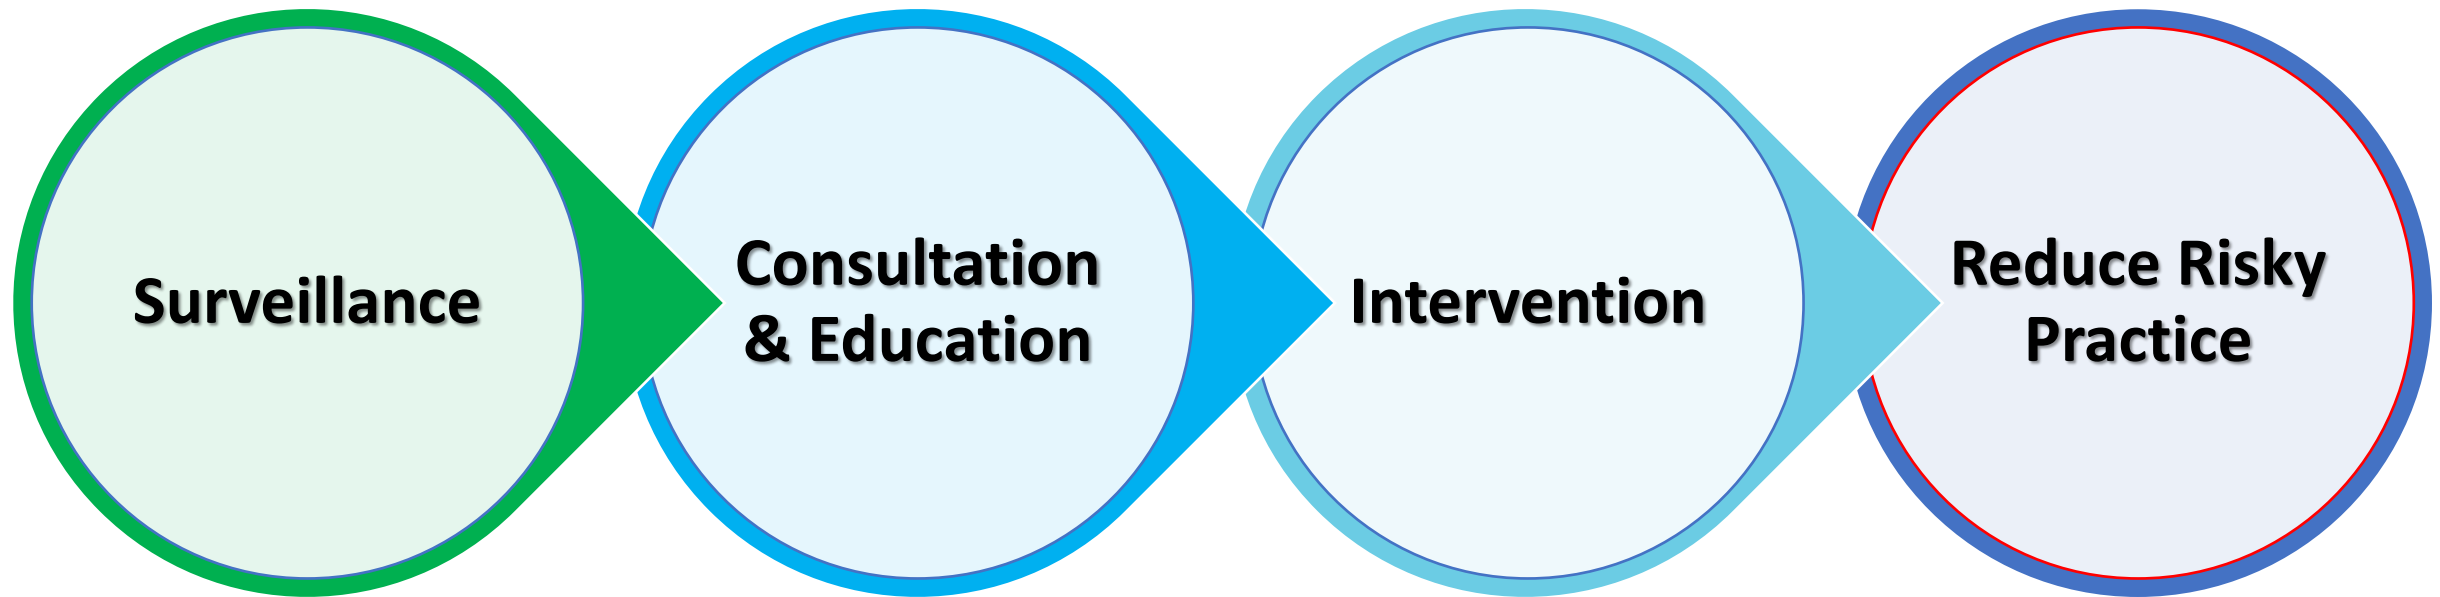 Surveillance
Consultation
& Education
Intervention
Reduce Risky
Practice